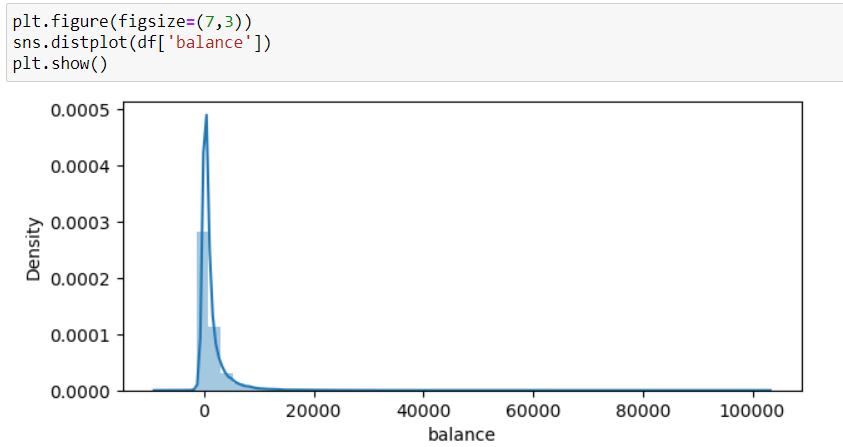 plt.figure(figsize=(7,3))
sns.distplot(df['balance'])
plt.show()
0.0005
0.0004
0.0003
0.0002
0.0001
0.0000
Density
0 20000 40000 60000 80000 100000
balance